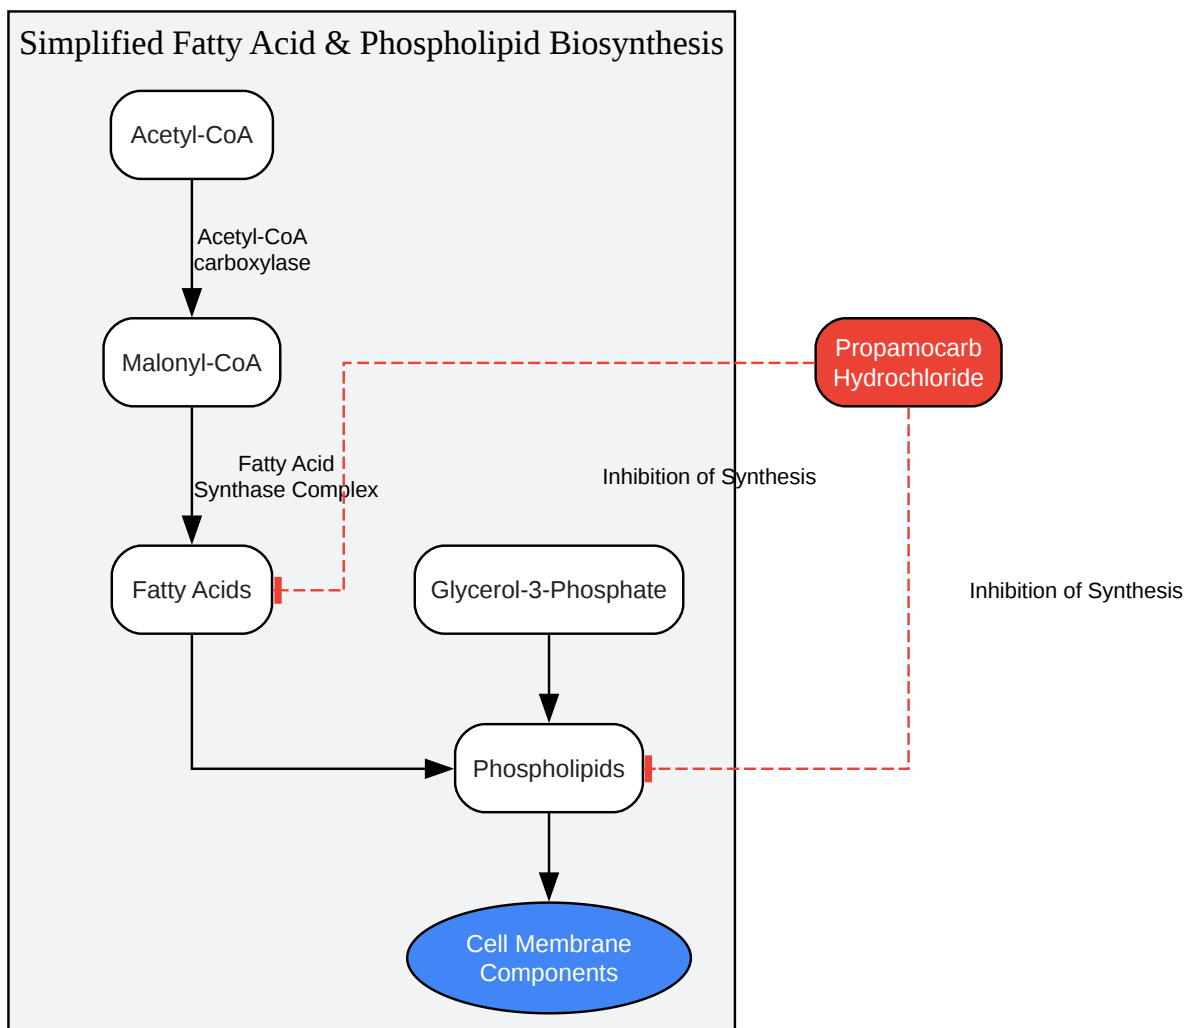 Simplified Fatty Acid & Phospholipid Biosynthesis
Acetyl-CoA
Acetyl-CoA
carboxylase
Malonyl-CoA
Propamocarb
Hydrochloride
Fatty Acid
Synthase Complex
Inhibition of Synthesis
Fatty Acids
Glycerol-3-Phosphate
Inhibition of Synthesis
Phospholipids
Cell Membrane
Components